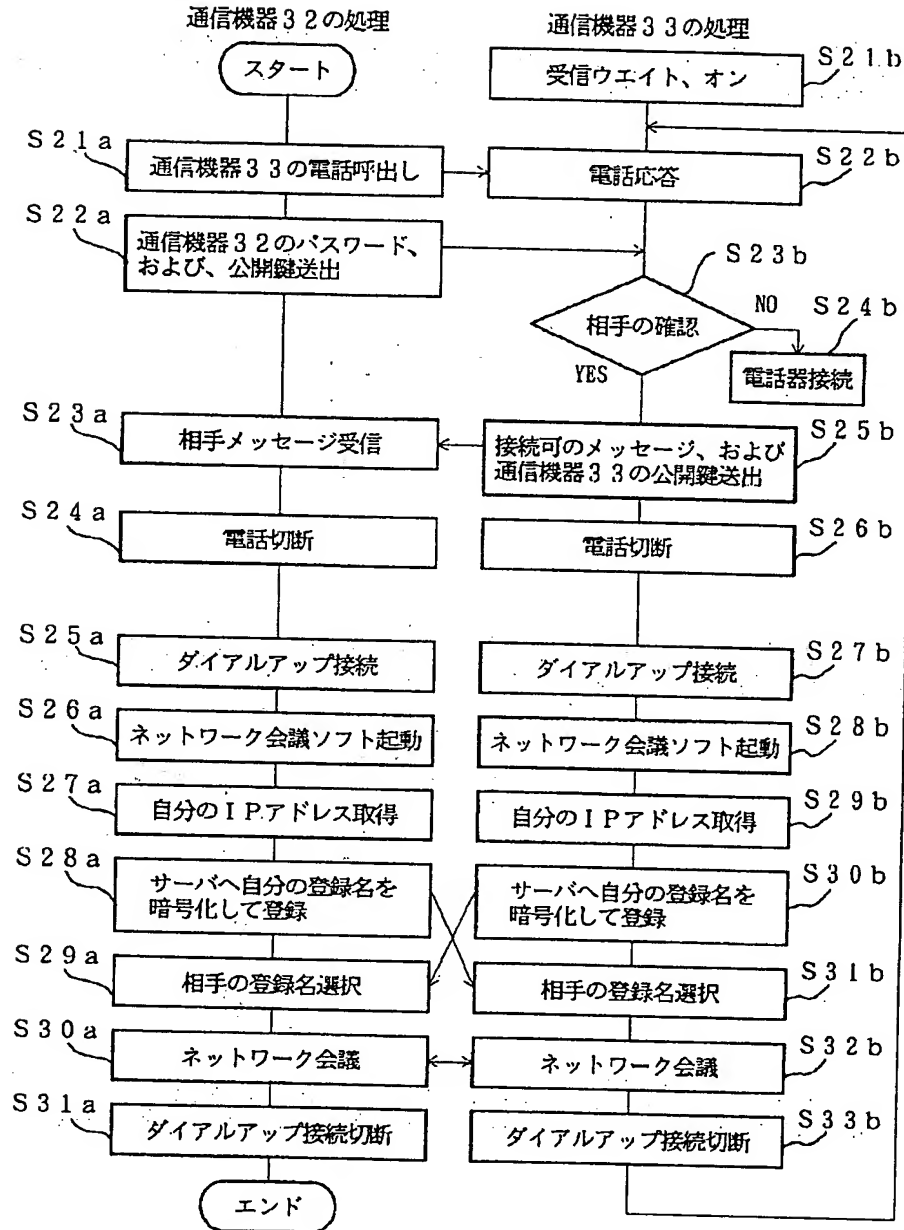 通信機器３２の処理
スタート
S21a
通信機器３３の電話呼出し
S22a
通信機器３２のパスワード、
および、公開鍵送出
S23a
相手メッセージ受信
S24a
電話切断
S25a
ダイアルアップ接続
S26a
ネットワーク会議ソフト起動
S27a
自分のＩＰアドレス取得
S28a
サーバへ自分の登録名を
暗号化して登録
S29a
相手の登録名選択
S30a
ネットワーク会議
S31a
ダイアルアップ接続切断
エンド
通信機器３３の処理
S21b
受信ウエイト、オン
S22b
電話応答
S23b
相手の確認
NO
YES
S24b
電話器接続
S25b
接続可のメッセージ、および
通信機器３３の公開鍵送出
S26b
電話切断
S27b
ダイアルアップ接続
S28b
ネットワーク会議ソフト起動
S29b
自分のＩＰアドレス取得
S30b
サーバへ自分の登録名を
暗号化して登録
S31b
相手の登録名選択
S32b
ネットワーク会議
S33b
ダイアルアップ接続切断